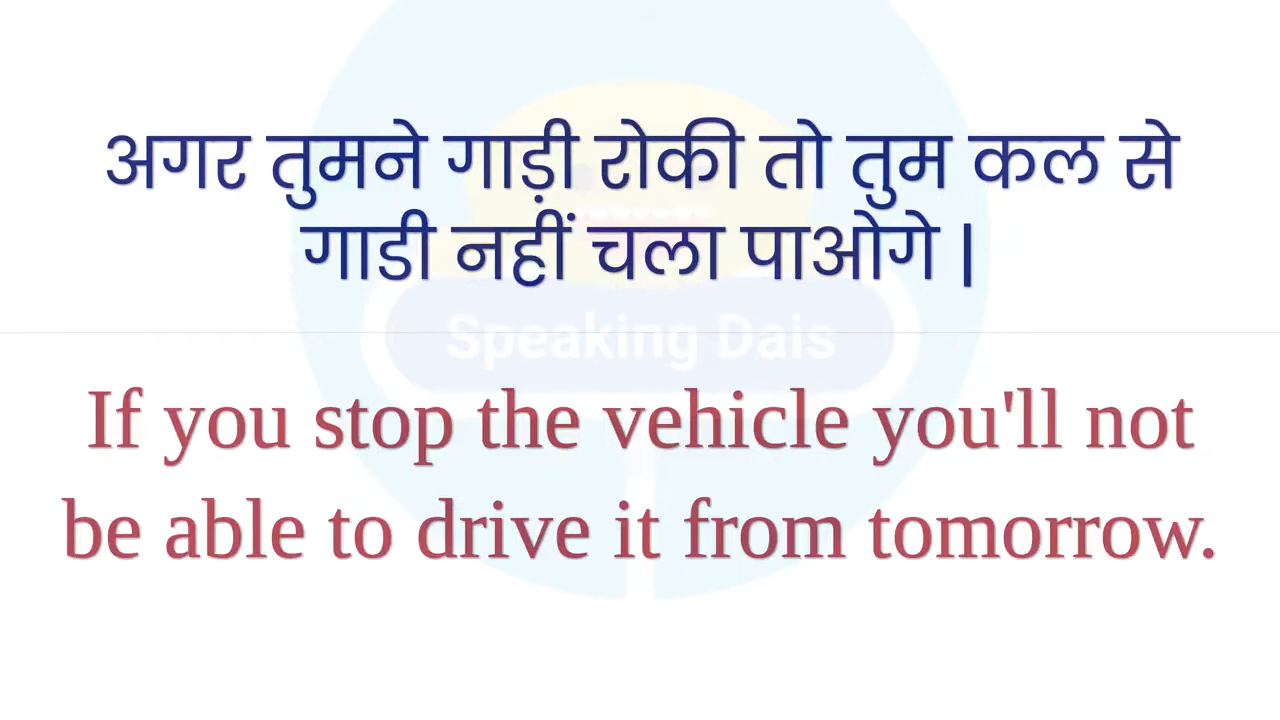 अगर तुमने गाड़ी रोकी तो तुम कल से
गाडी नहीं चला पाओगे |
Speaking Dais
If you stop the vehicle you'll not
be able to drive it from tomorrow.